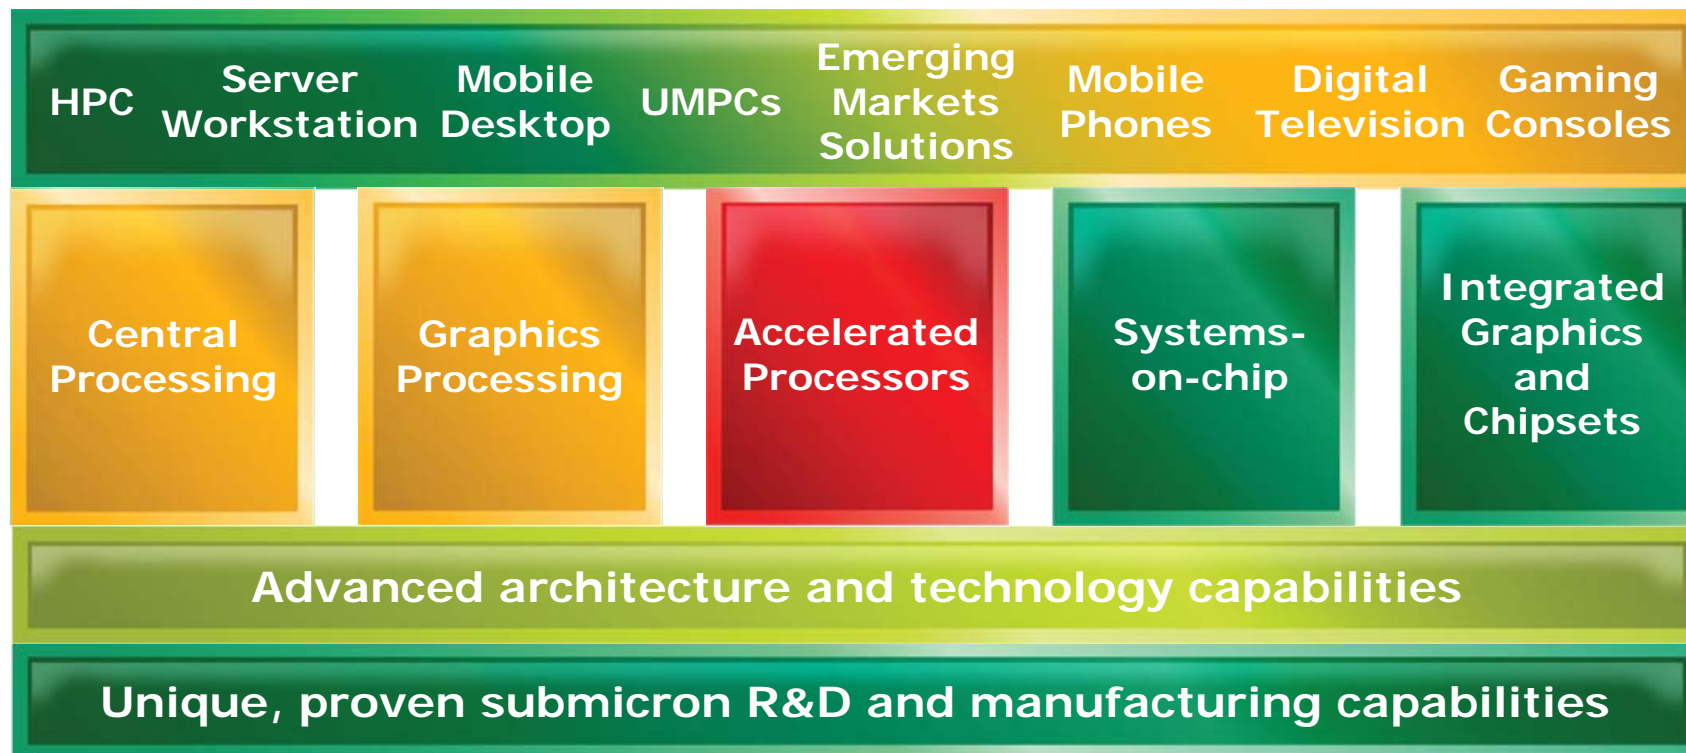 HPC
Server
Workstation
Mobile
Desktop
UMPCs
Emerging
Markets
Solutions
Mobile
Phones
Digital
Television
Gaming
Consoles
Central
Processing
Graphics
Processing
Accelerated
Processors
Systems-
on-chip
Integrated
Graphics
and
Chipsets
Advanced architecture and technology capabilities
Unique, proven submicron R&D and manufacturing capabilities